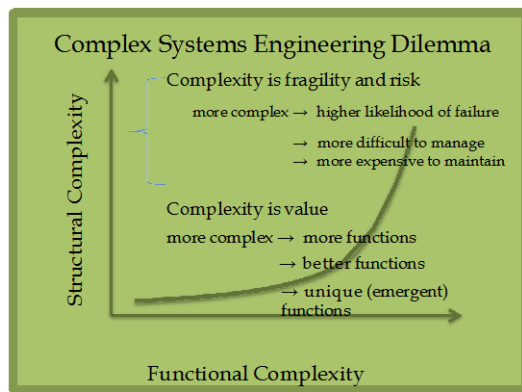 Complex Systems Engineering Dilemma
Complexity is fragility and risk
more complex → higher likelihood of failure
→ more difficult to manage
→ more expensive to maintain
Complexity is value
more complex → more functions
→ better functions
→ unique (emergent)
functions
Structural Complexity
Functional Complexity